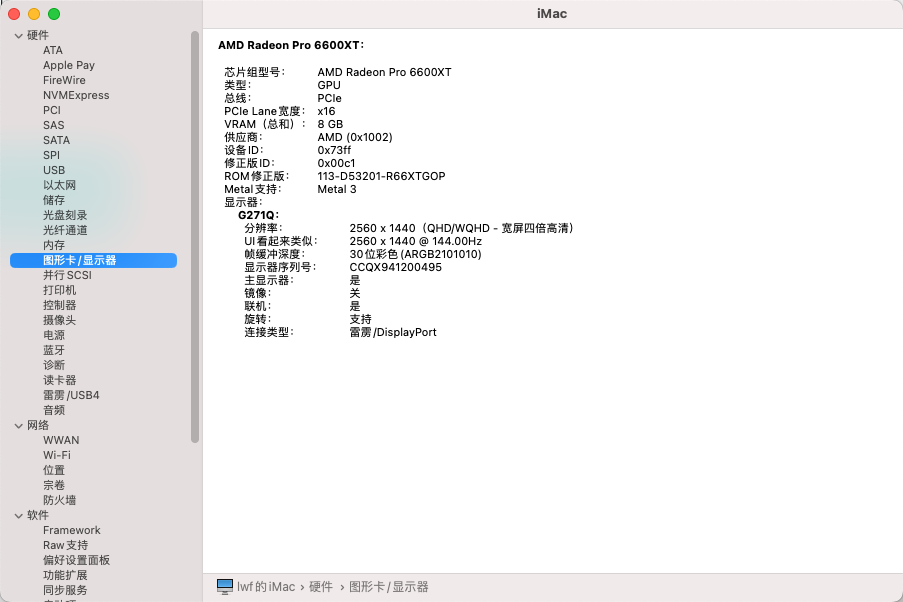 iMac
硬件
ATA
Apple Pay
FireWire
NVMExpress
PCI
SAS
SATA
SPI
USB
以太网
储存
光盘刻录
光纤通道
内存
图形卡/显示器
并行SCSI
打印机
控制器
摄像头
电源
蓝牙
诊断
读卡器
雷雳/USB4
音频
网络
WWAN
Wi-Fi
位置
宗卷
防火墙
软件
Framework
Raw支持
偏好设置面板
功能扩展
同步服务
AMD Radeon Pro 6600XT:
芯片组型号: AMD Radeon Pro 6600XT
类型: GPU
总线: PCIe
PCIe Lane宽度: x16
VRAM（总和）: 8 GB
供应商: AMD (0x1002)
设备ID: 0x73ff
修正版ID: 0x00c1
ROM修正版: 113-D53201-R66XTGOP
Metal支持: Metal 3
显示器:
G271Q:
分辨率: 2560 x 1440（QHD/WQHD - 宽屏四倍高清）
UI看起来类似: 2560 x 1440 @ 144.00Hz
帧缓冲深度: 30位彩色 (ARGB2101010)
显示器序列号: CCQX941200495
主显示器: 是
镜像: 关
联机: 是
旋转: 支持
连接类型: 雷雳/DisplayPort
lwf的iMac › 硬件 › 图形卡/显示器